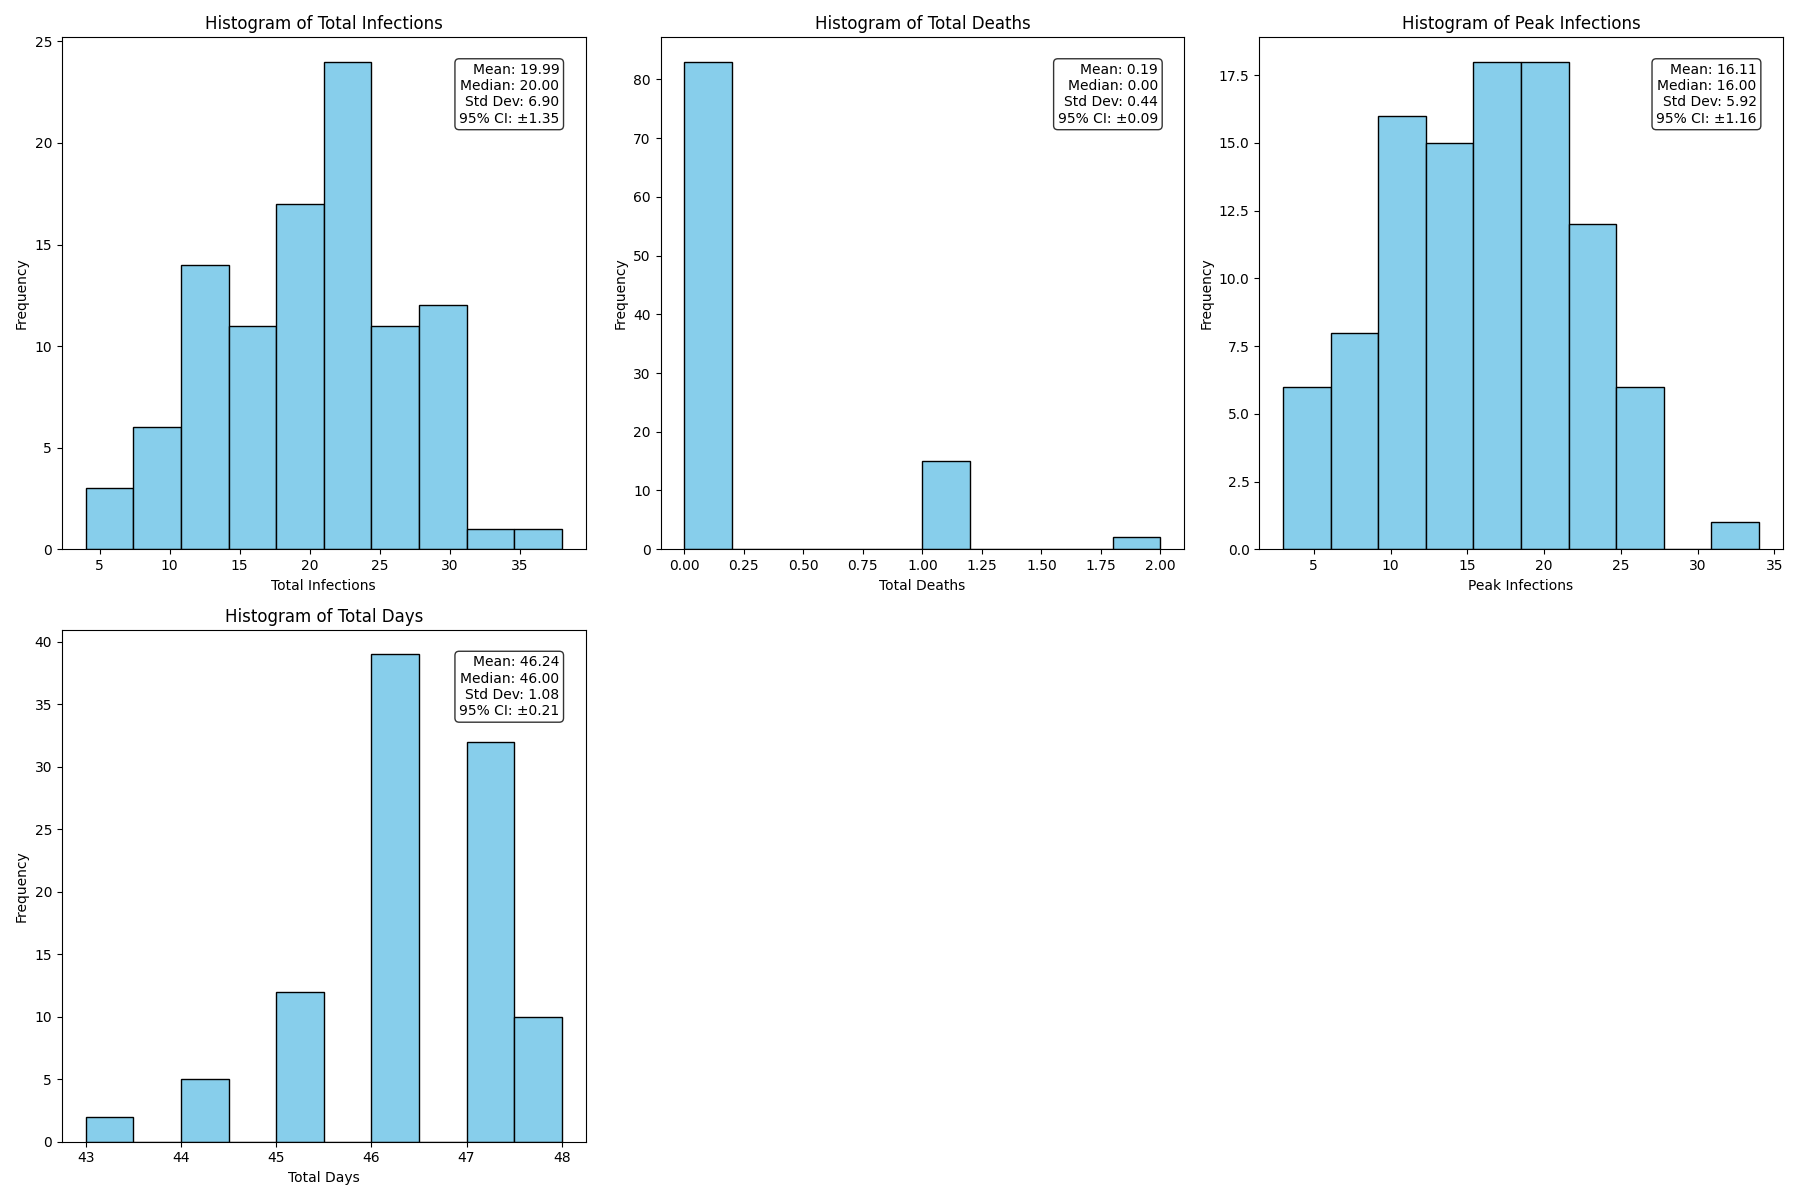 Histogram of Total Infections
25
20
15
10
5
0
Frequency
Mean: 19.99
Median: 20.00
Std Dev: 6.90
95% CI: ±1.35
5 10 15 20 25 30 35
Total Infections
Histogram of Total Deaths
80
70
60
50
40
30
20
10
0
Frequency
Mean: 0.19
Median: 0.00
Std Dev: 0.44
95% CI: ±0.09
0.00 0.25 0.50 0.75 1.00 1.25 1.50 1.75 2.00
Total Deaths
Histogram of Peak Infections
17.5
15.0
12.5
10.0
7.5
5.0
2.5
0.0
Frequency
Mean: 16.11
Median: 16.00
Std Dev: 5.92
95% CI: ±1.16
5 10 15 20 25 30 35
Peak Infections
Histogram of Total Days
40
35
30
25
20
15
10
5
0
Frequency
Mean: 46.24
Median: 46.00
Std Dev: 1.08
95% CI: ±0.21
43 44 45 46 47 48
Total Days